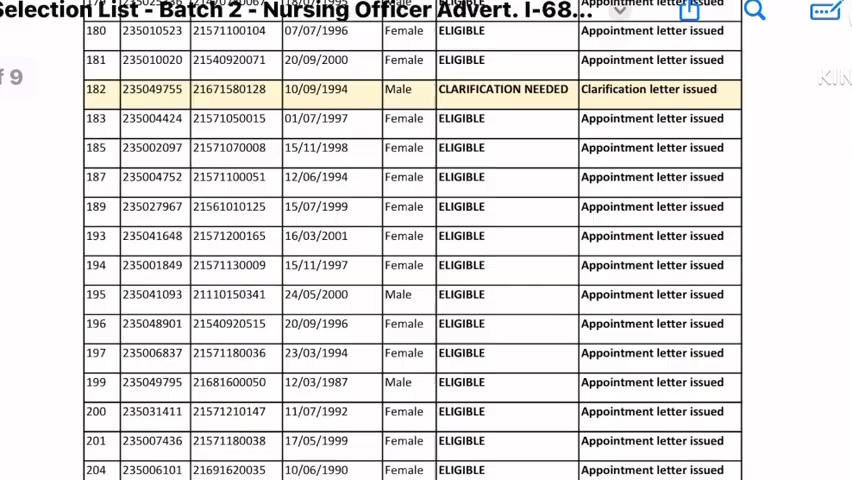 election List - Batch 2 - Nursing Officer Advert. I-68...
180 235010523 21571100104 07/07/1996 Female ELIGIBLE Appointment letter issued
181 235010020 21540920071 20/09/2000 Female ELIGIBLE Appointment letter issued
182 235049755 21671580128 10/09/1994 Male CLARIFICATION NEEDED Clarification letter issued
183 235004424 21571050015 01/07/1997 Female ELIGIBLE Appointment letter issued
185 235002097 21571070008 15/11/1998 Female ELIGIBLE Appointment letter issued
187 235004752 21571100051 12/06/1994 Female ELIGIBLE Appointment letter issued
189 235027967 21561010125 15/07/1999 Female ELIGIBLE Appointment letter issued
193 235041648 21571200165 16/03/2001 Female ELIGIBLE Appointment letter issued
194 235001849 21571130009 15/11/1997 Female ELIGIBLE Appointment letter issued
195 235041093 21110150341 24/05/2000 Male ELIGIBLE Appointment letter issued
196 235048901 21540920515 20/09/1996 Female ELIGIBLE Appointment letter issued
197 235006837 21571180036 23/03/1994 Female ELIGIBLE Appointment letter issued
199 235049795 21681600050 12/03/1987 Male ELIGIBLE Appointment letter issued
200 235031411 21571210147 11/07/1992 Female ELIGIBLE Appointment letter issued
201 235007436 21571180038 17/05/1999 Female ELIGIBLE Appointment letter issued
204 235006101 21691620035 10/06/1990 Female ELIGIBLE Appointment letter issued
f 9
KIN